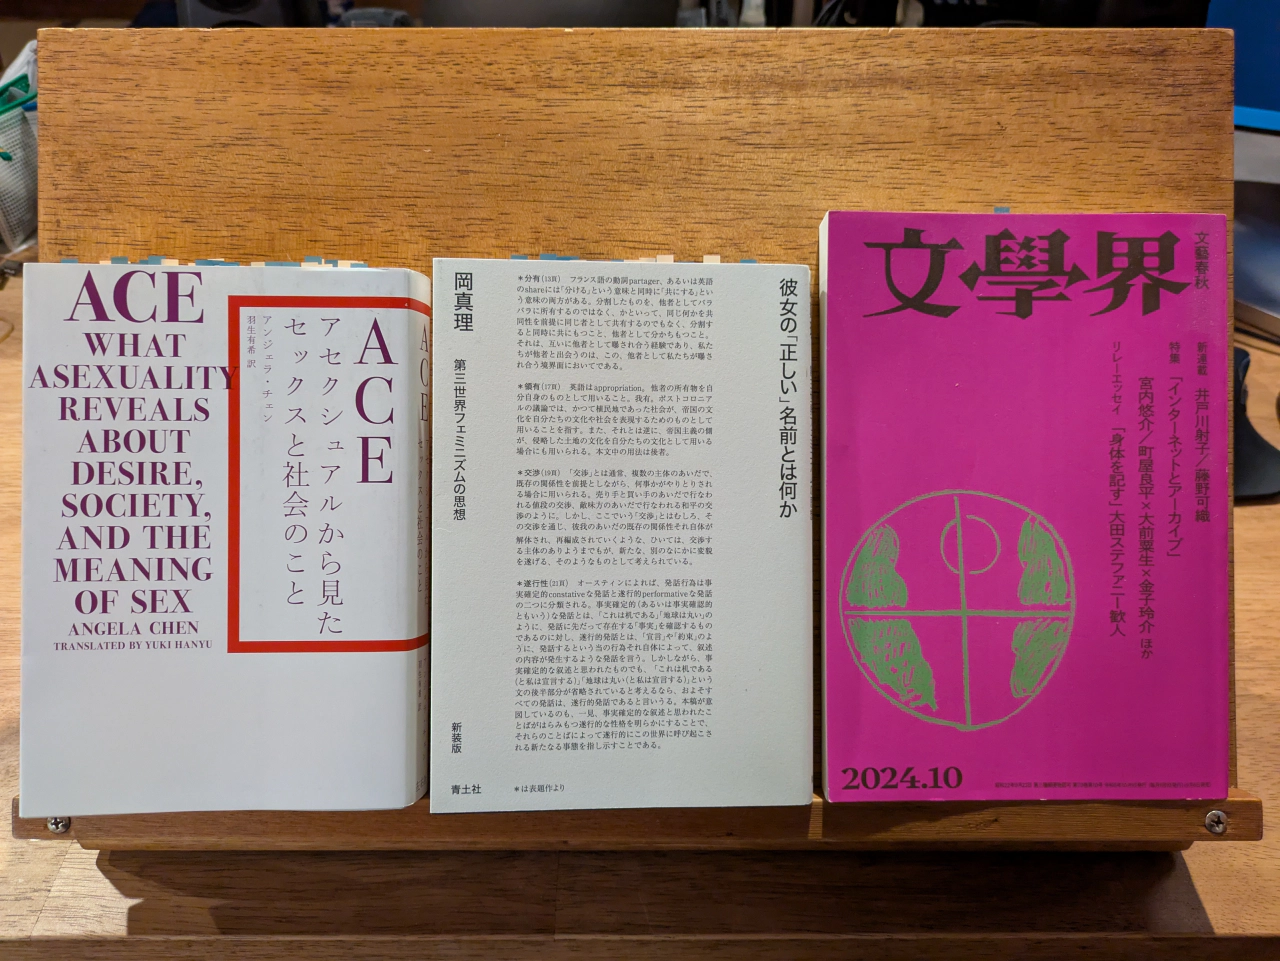 ACE
WHAT
ASEXUALITY
REVEALS
ABOUT
DESIRE,
SOCIETY,
AND THE
MEANING
OF SEX
ANGELA CHEN
TRANSLATED BY YUKI HANYU
ACE
アセクシュアルから見た
セックスと社会のこと
アンジェラ・チェン
羽生有希 訳
彼女の「正しい」名前とは何か
*分有(13頁) フランス語の動詞partager、あるいは英語
のshareには「分ける」という意味と同時に「共にする」とい
う意味の両方がある。分割したものを、他者としてバラ
バラに所有するのではなく、かといって、同じ何かを共
同性を前提に同じ者として共有するのでもなく、分割す
ると同時に共にもつこと、他者として分かちもつこと。
それは、互いに他者として曝され合う経験であり、私た
ちが他者と出会うのは、この、他者として私たちが曝さ
れ合う境界面においてである。
*領有(17頁) 英語はappropriation。他者の所有物を自
分自身のものとして用いること。我有。ポストコロニア
ルの議論では、かつて植民地であった社会が、帝国の文
化を自分たちの文化や社会を表現するためのものとして
用いることを指す。また、それとは逆に、帝国主義の側
が、侵略した土地の文化を自分たちの文化として用いる
場合にも用いられる。本文中の用法は後者。
*交渉(19頁) 「交渉」とは通常、複数の主体のあいだで、
既存の関係性を前提としながら、何事かがやりとりされ
る場合に用いられる。売り手と買い手のあいだで行なわ
れる値段の交渉、敵味方のあいだで行なわれる和平の交
渉のように。しかし、ここでいう「交渉」とはむしろ、そ
の交渉を通じ、彼我のあいだの既存の関係性それ自体が
解体され、再編成されていくような、ひいては、交渉す
る主体のありようまでもが、新たな、別のなにかに変貌
を遂げる、そのようなものとして考えられている。
*遂行性(21頁) オースティンによれば、発話行為は事
実確定的constativeな発話と遂行的performativeな発話
の二つに分類される。事実確定的(あるいは事実確認的
ともいう)な発話とは、「これは机である」「地球は丸い」の
ように、発話に先だって存在する「事実」を確認するもの
であるのに対し、遂行的発話とは、「宣言」や「約束」のよ
うに、発話するという当の行為それ自体によって、叙述
の内容が発生するような発話を言う。しかしながら、事
実確定的な叙述と思われたものでも、「これは机である
(と私は宣言する)」「地球は丸い(と私は宣言する)」という
文の後半部分が省略されていると考えるなら、およそす
べての発話は、遂行的発話であると言いうる。本稿が意
図しているのも、一見、事実確定的な叙述と思われたこ
とばがはらみもつ遂行的な性格を明らかにすることで、
それらのことばによって遂行的にこの世界に呼び起こさ
れる新たなる事態を指し示すことである。
*は表題作より
岡真理
第三世界フェミニズムの思想
新装版
青土社
文學界
文藝春秋
新連載 井戸川射子/藤野可織
特集 「インターネットとアーカイブ」
宮内悠介/町屋良平×大前粟生×金子玲介 ほか
リレーエッセイ 「身体を記す」大田ステファニー歓人
2024.10